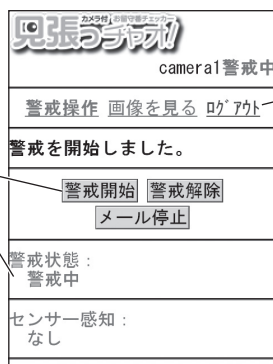 カメラ付き お留守番チェッカー
見張っちゃお!
camera1警戒中
警戒操作 画像を見る ログアウト
警戒を開始しました。
警戒開始 警戒解除
メール停止
警戒状態：
警戒中
センサー感知：
なし